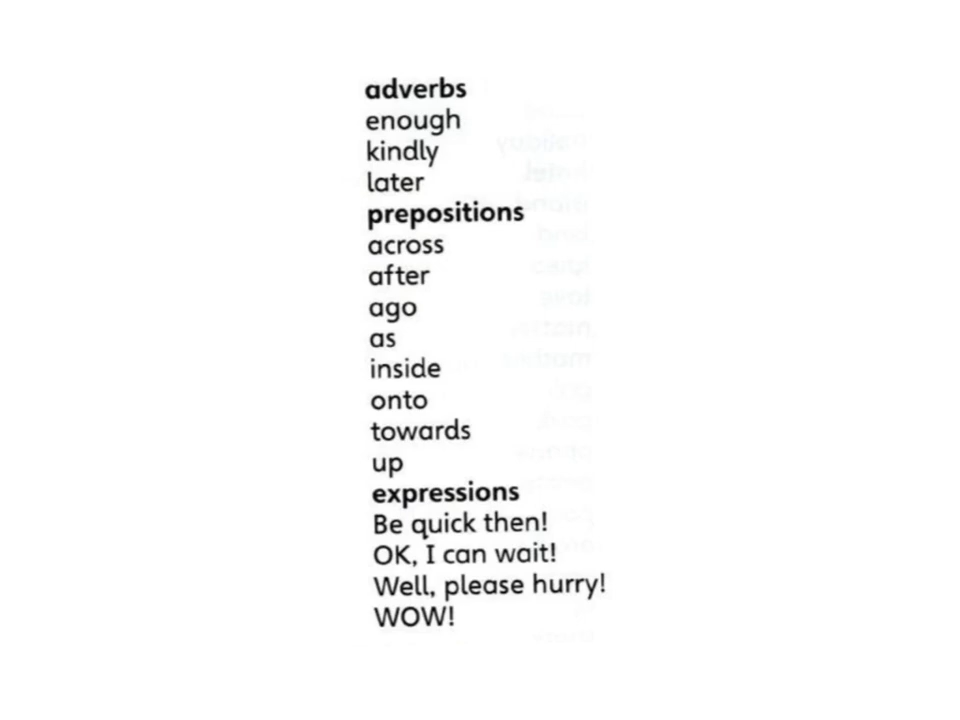 adverbs
enough
kindly
later
prepositions
across
after
ago
as
inside
onto
towards
up
expressions
Be quick then!
OK, I can wait!
Well, please hurry!
WOW!